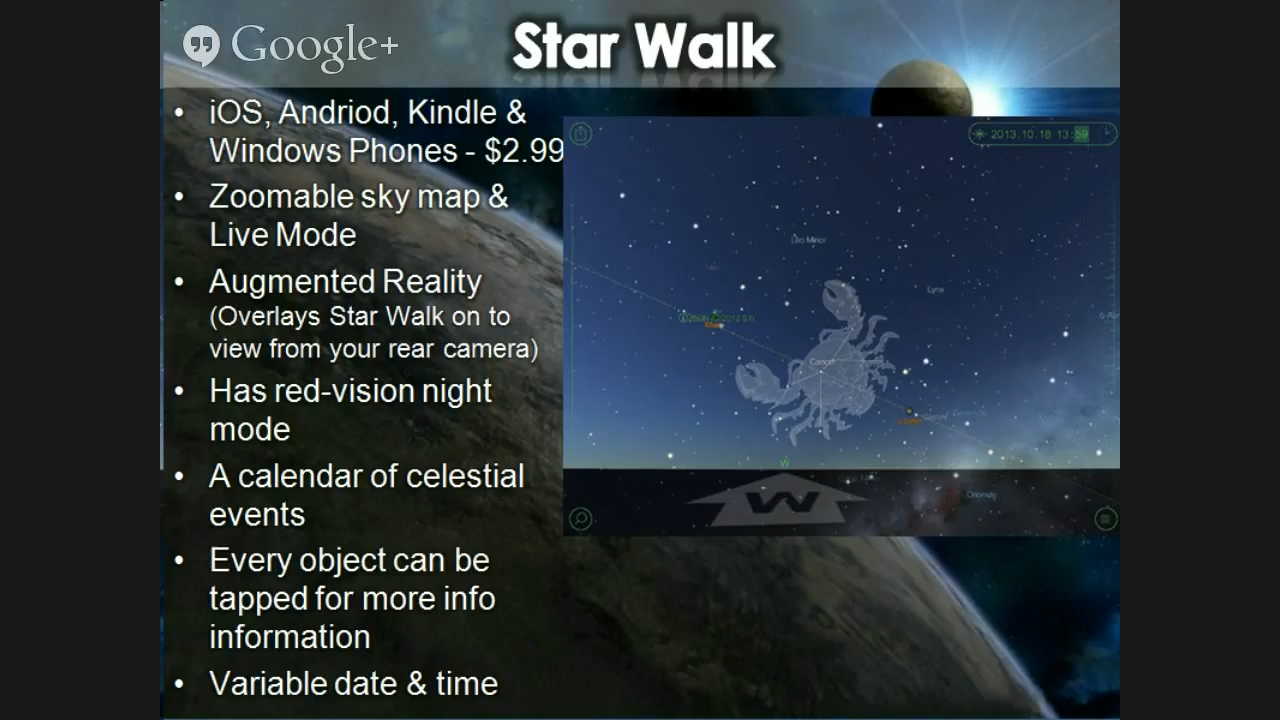 Google+
Star Walk
• iOS, Andriod, Kindle &
Windows Phones - $2.99
• Zoomable sky map &
Live Mode
• Augmented Reality
(Overlays Star Walk on to
view from your rear camera)
• Has red-vision night
mode
• A calendar of celestial
events
• Every object can be
tapped for more info
information
• Variable date & time
2013.10.18 13:59
Leo Minor
Leo
Lynx
Cancer
W
W
Orionids